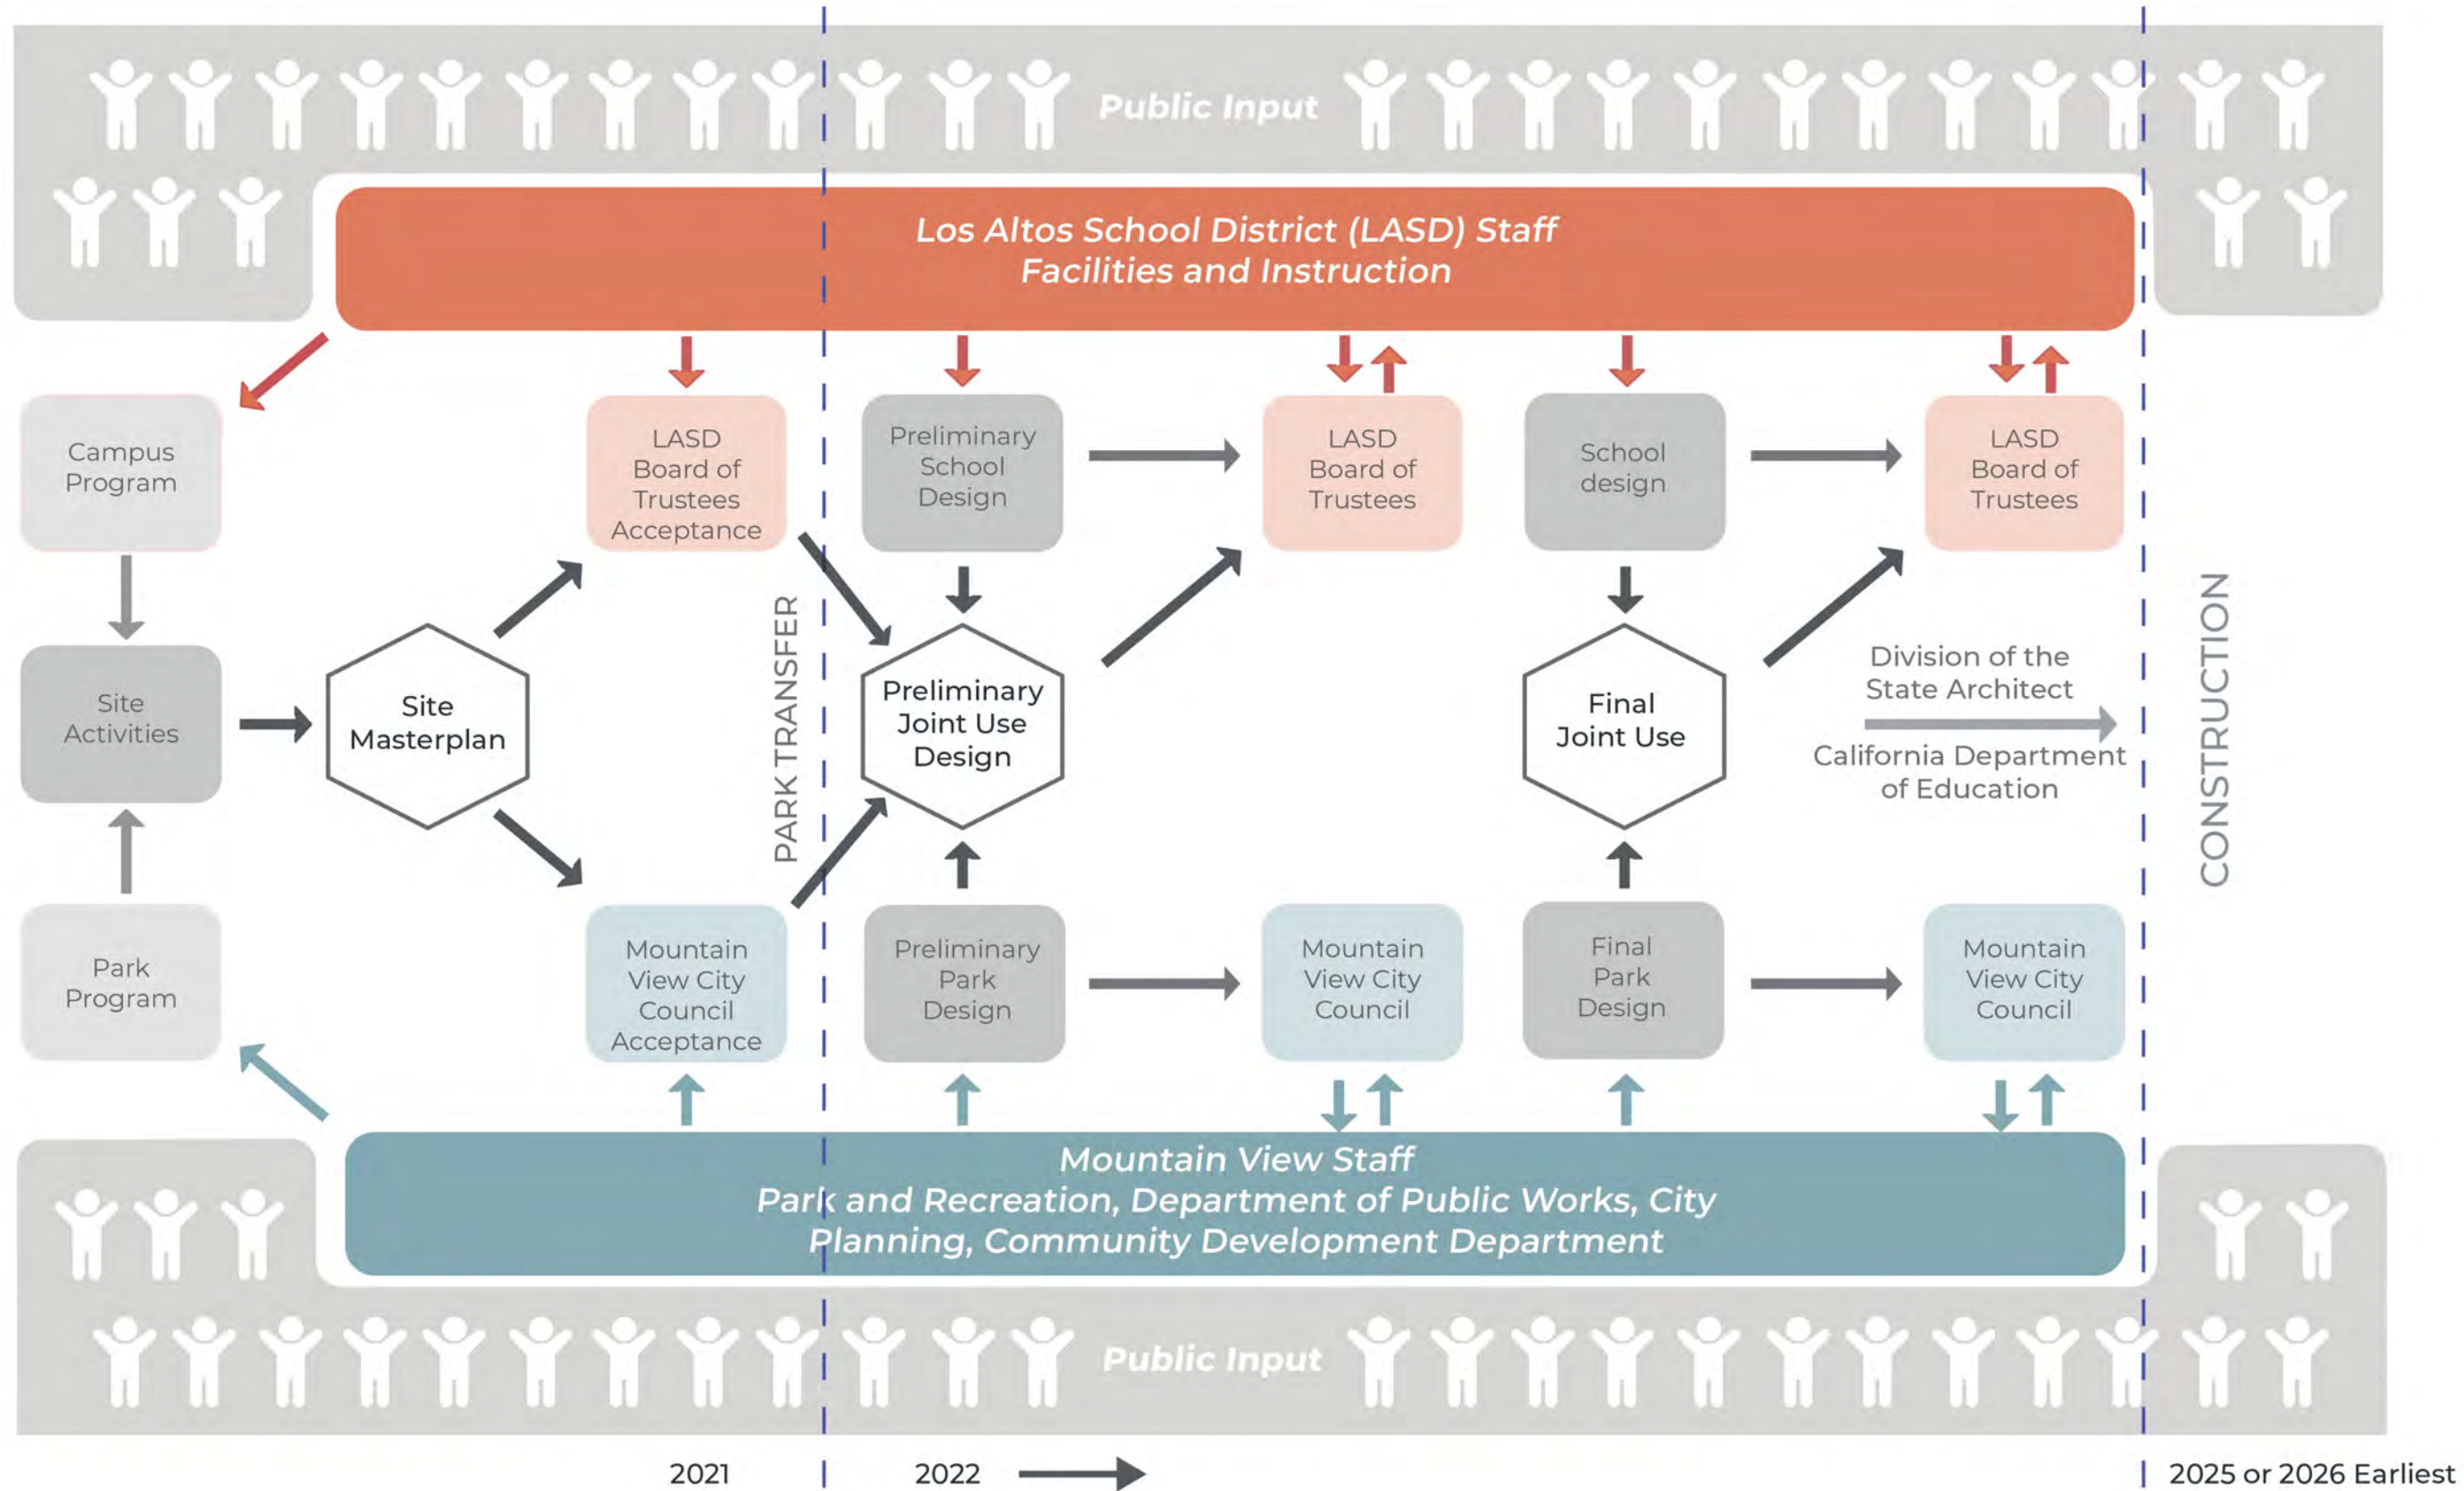 Public Input
Los Altos School District (LASD) Staff
Facilities and Instruction
Campus
Program
LASD
Board of
Trustees
Acceptance
Preliminary
School
Design
LASD
Board of
Trustees
School
design
LASD
Board of
Trustees
Site
Activities
Site
Masterplan
PARK TRANSFER
Preliminary
Joint Use
Design
Final
Joint Use
Division of the
State Architect
California Department
of Education
CONSTRUCTION
Park
Program
Mountain
View City
Council
Acceptance
Preliminary
Park
Design
Mountain
View City
Council
Final
Park
Design
Mountain
View City
Council
Mountain View Staff
Park and Recreation, Department of Public Works, City
Planning, Community Development Department
Public Input
2021
2022
2025 or 2026 Earliest